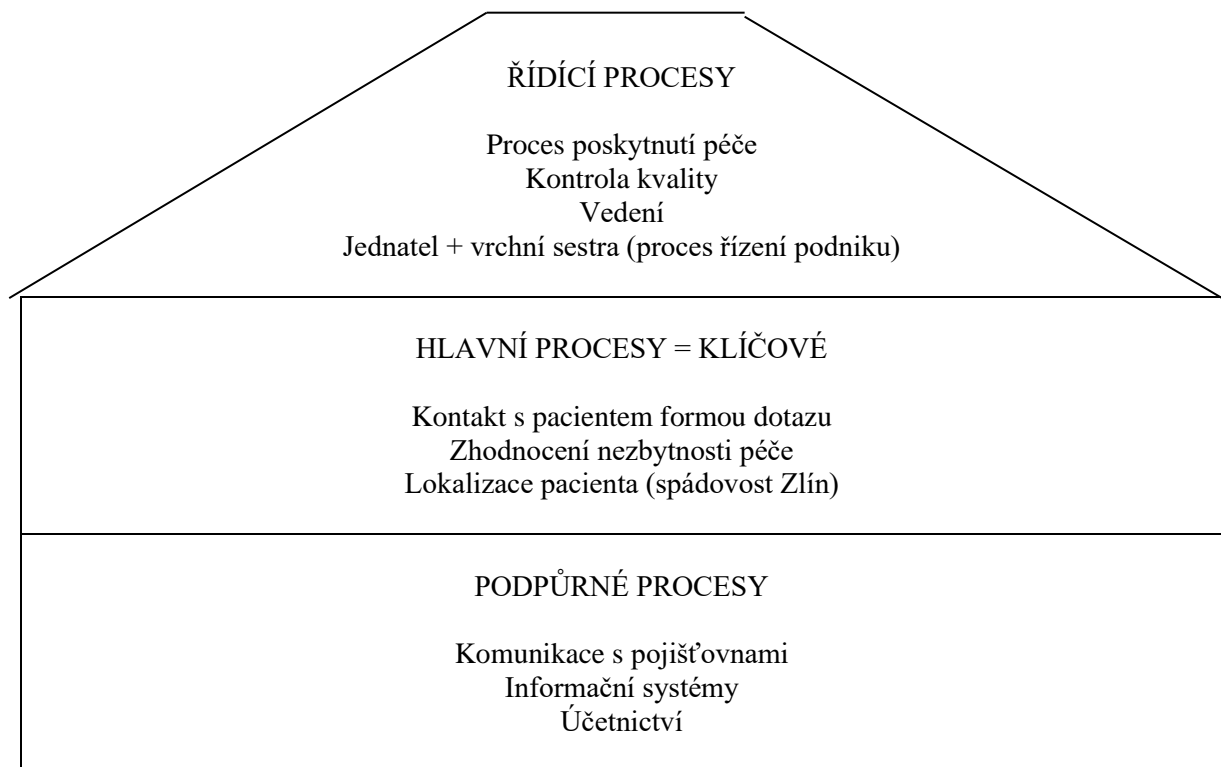 ŘÍDÍCÍ PROCESY
Proces poskytnutí péče
Kontrola kvality
Vedení
Jednatel + vrchní sestra (proces řízení podniku)
HLAVNÍ PROCESY = KLÍČOVÉ
Kontakt s pacientem formou dotazu
Zhodnocení nezbytnosti péče
Lokalizace pacienta (spádovost Zlín)
PODPŮRNÉ PROCESY
Komunikace s pojišťovnami
Informační systémy
Účetnictví